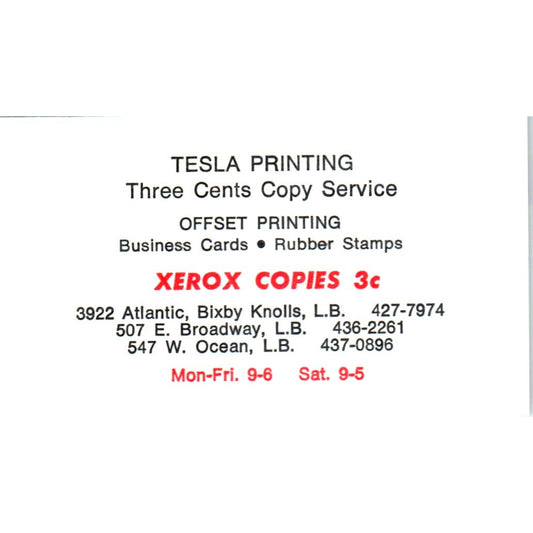 TESLA PRINTING
Three Cents Copy Service
OFFSET PRINTING
Business Cards • Rubber Stamps
XEROX COPIES 3c
3922 Atlantic, Bixby Knolls, L.B. 427-7974
507 E. Broadway, L.B. 436-2261
547 W. Ocean, L.B. 437-0896
Mon-Fri. 9-6 Sat. 9-5